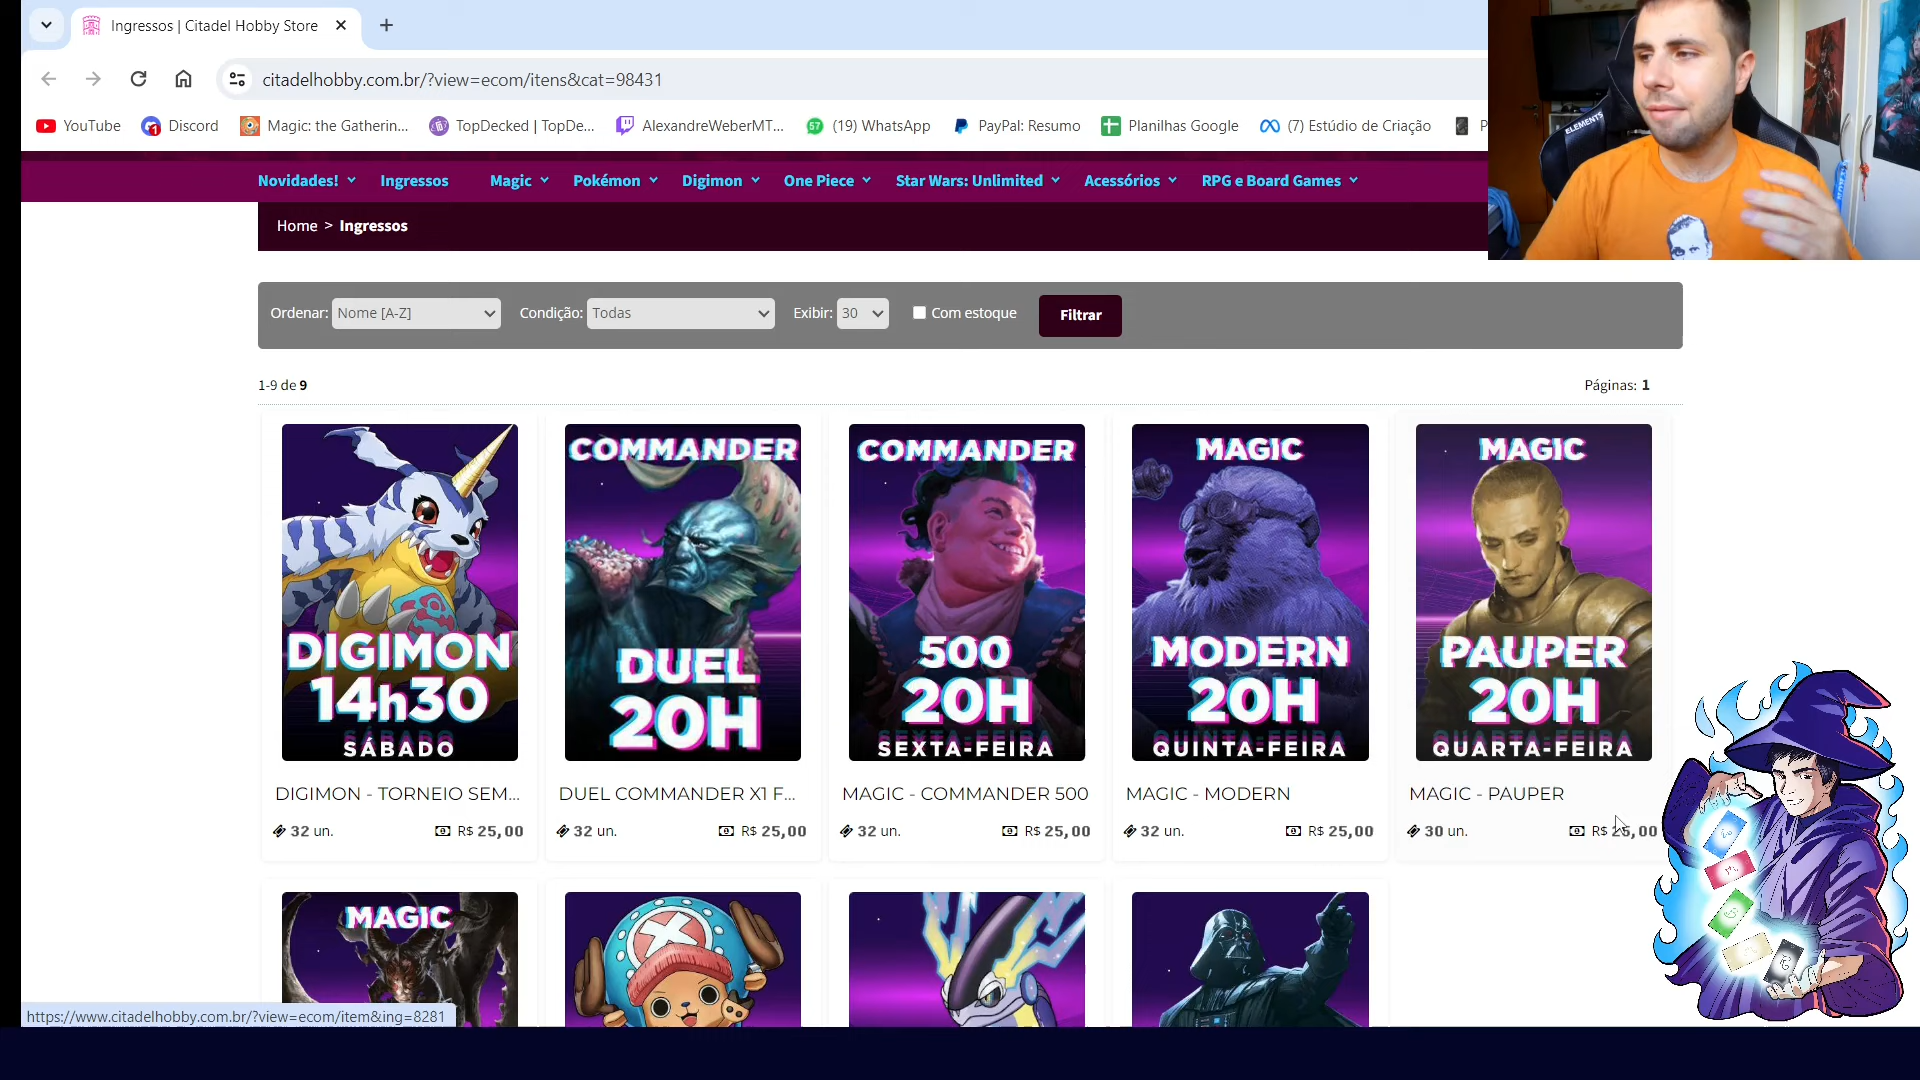 Ingressos | Citadel Hobby Store
citadelhobby.com.br/?view=ecom/itens&cat=98431
YouTube
Discord
Magic: the Gatherin...
TopDecked | TopDe...
AlexandreWeberMT...
(19) WhatsApp
PayPal: Resumo
Planilhas Google
(7) Estúdio de Criação
P
ELEMENTS
Novidades!
Ingressos
Magic
Pokémon
Digimon
One Piece
Star Wars: Unlimited
Acessórios
RPG e Board Games
Home > Ingressos
Ordenar: Nome [A-Z]
Condição: Todas
Exibir: 30
Com estoque
Filtrar
1-9 de 9
Páginas: 1
DIGIMON
14h30
SÁBADO
COMMANDER
DUEL
20H
COMMANDER
500
20H
SEXTA-FEIRA
MAGIC
MODERN
20H
QUINTA-FEIRA
MAGIC
PAUPER
20H
QUARTA-FEIRA
DIGIMON - TORNEIO SEM...
32 un.
R$ 25,00
DUEL COMMANDER X1 F...
32 un.
R$ 25,00
MAGIC - COMMANDER 500
32 un.
R$ 25,00
MAGIC - MODERN
32 un.
R$ 25,00
MAGIC - PAUPER
30 un.
R$ 25,00
MAGIC
https://www.citadelhobby.com.br/?view=ecom/item&ing=8281